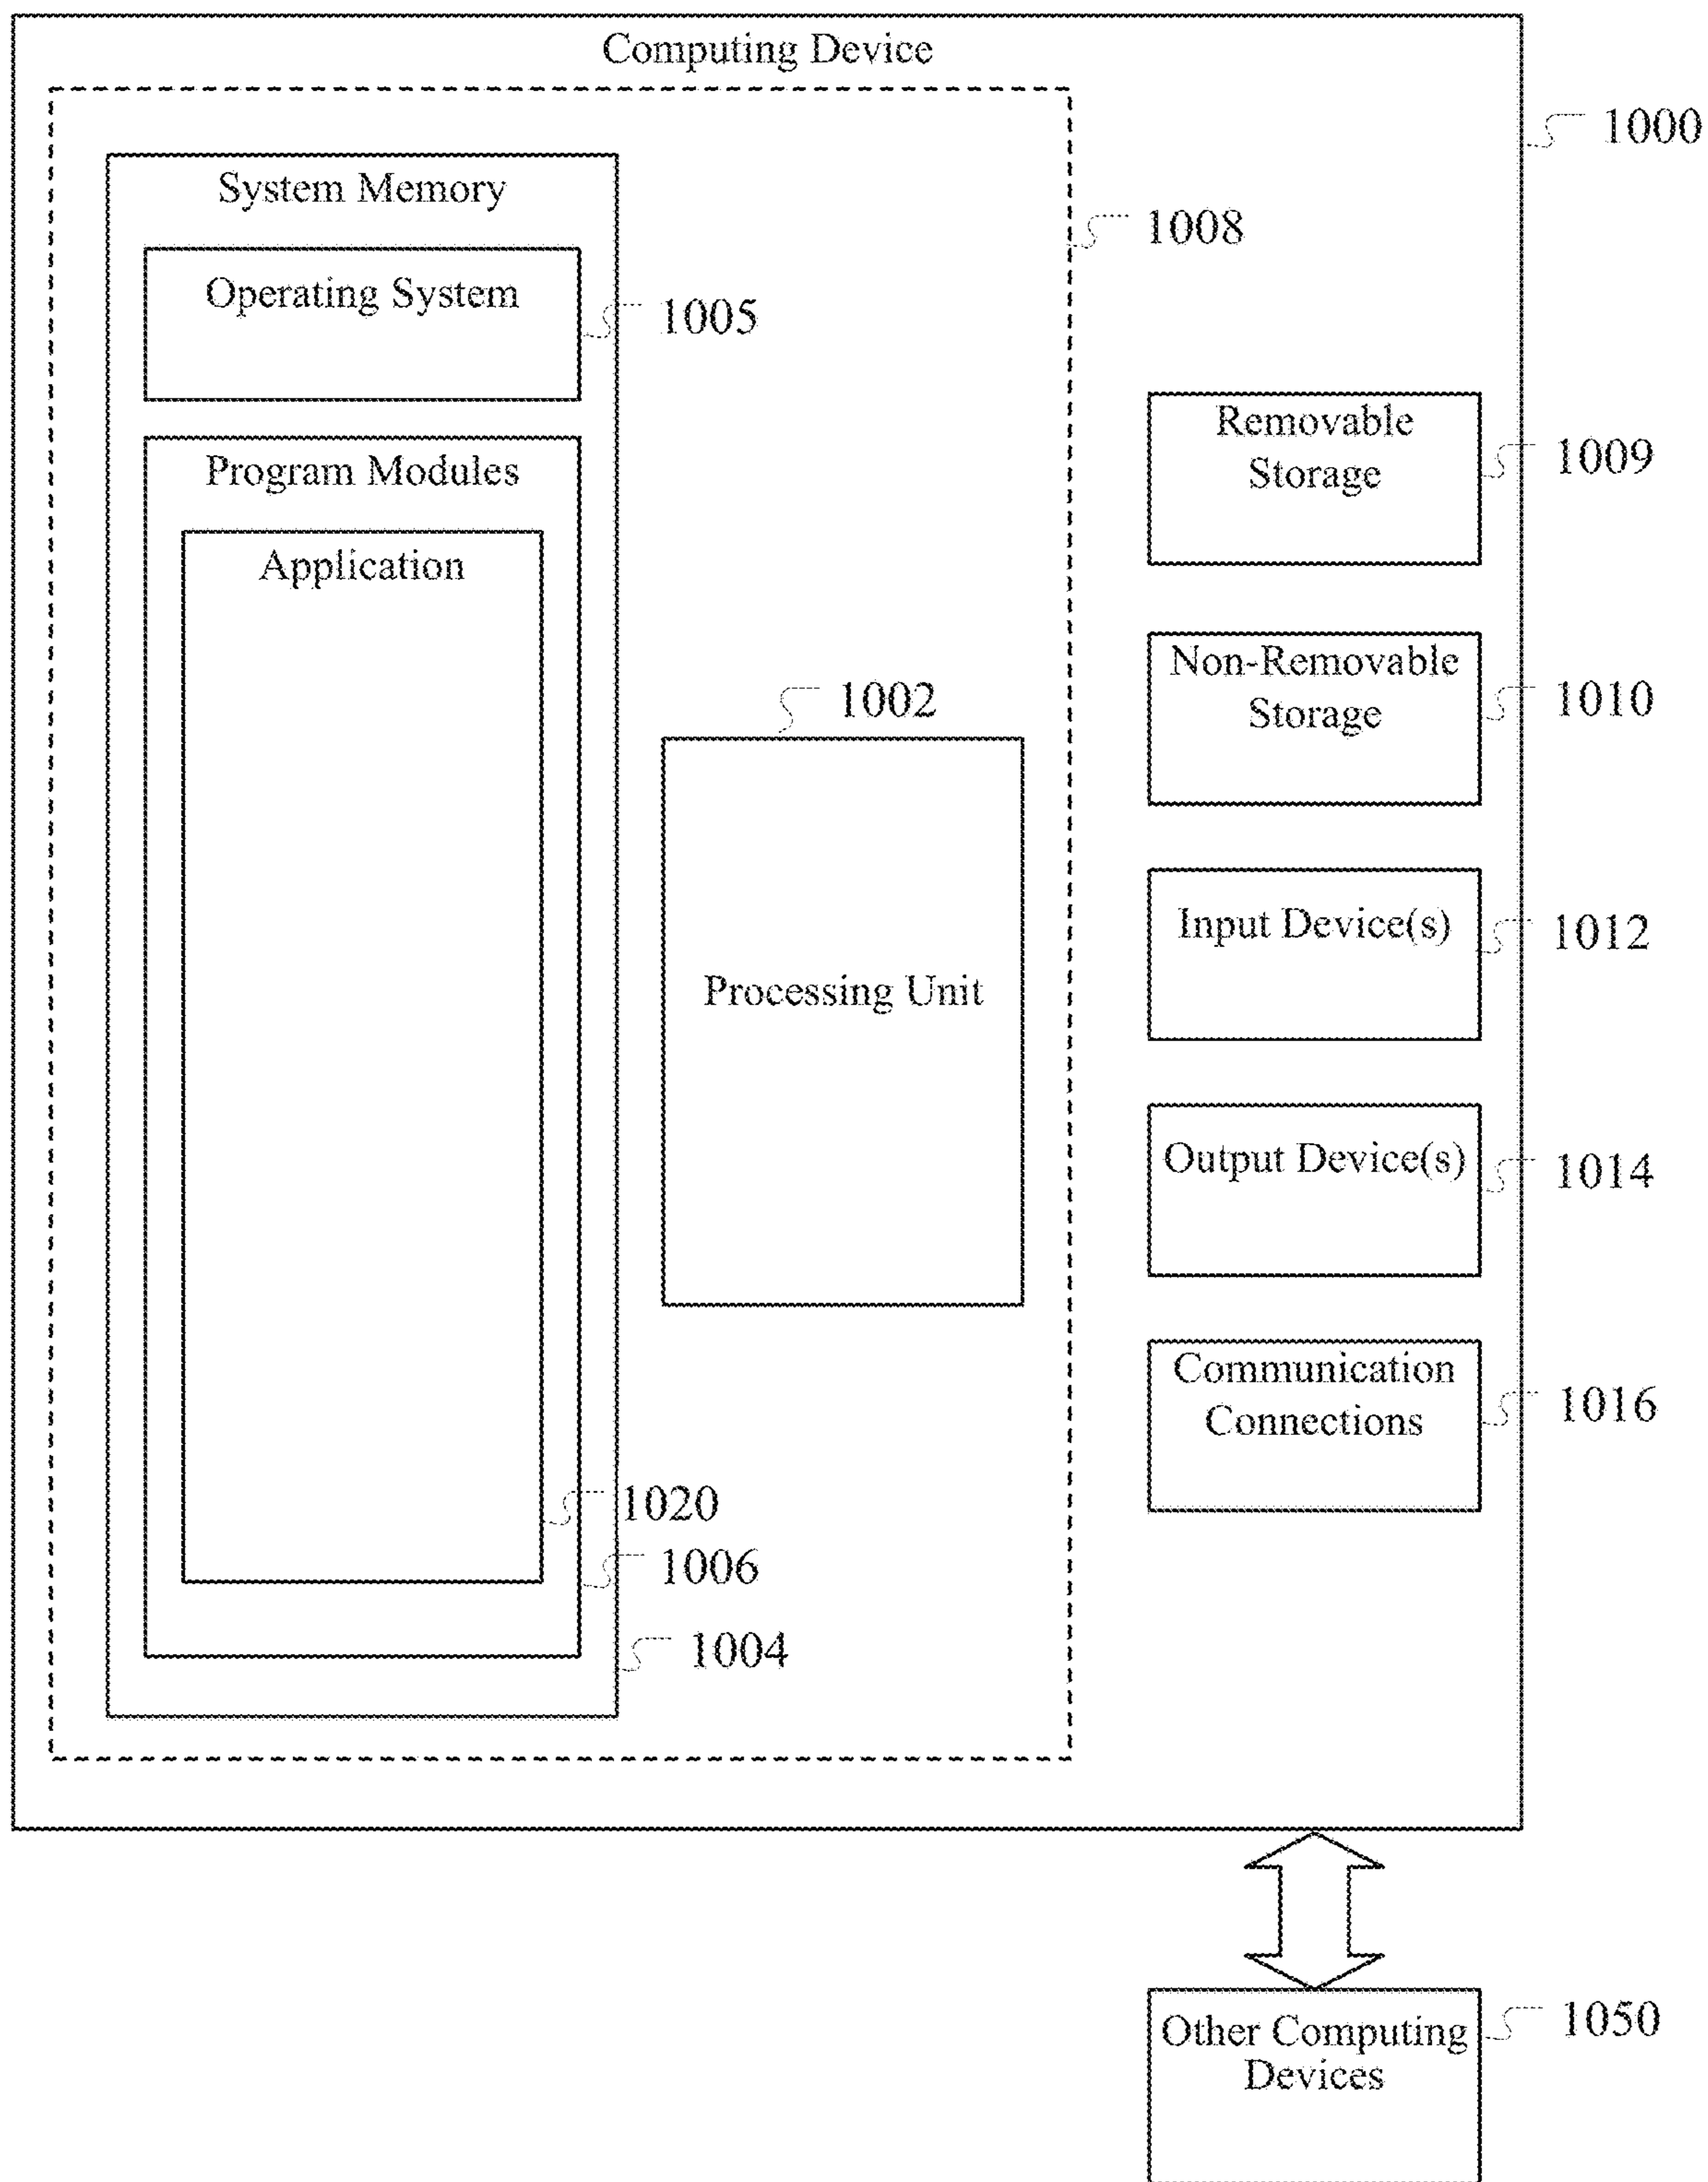 Computing Device
1000
System Memory
1008
Operating System
1005
Removable
Storage
1009
Program Modules
Application
Non-Removable
Storage
1010
1002
Processing Unit
Input Device(s)
1012
Output Device(s)
1014
Communication
Connections
1016
1020
1006
1004
Other Computing
Devices
1050